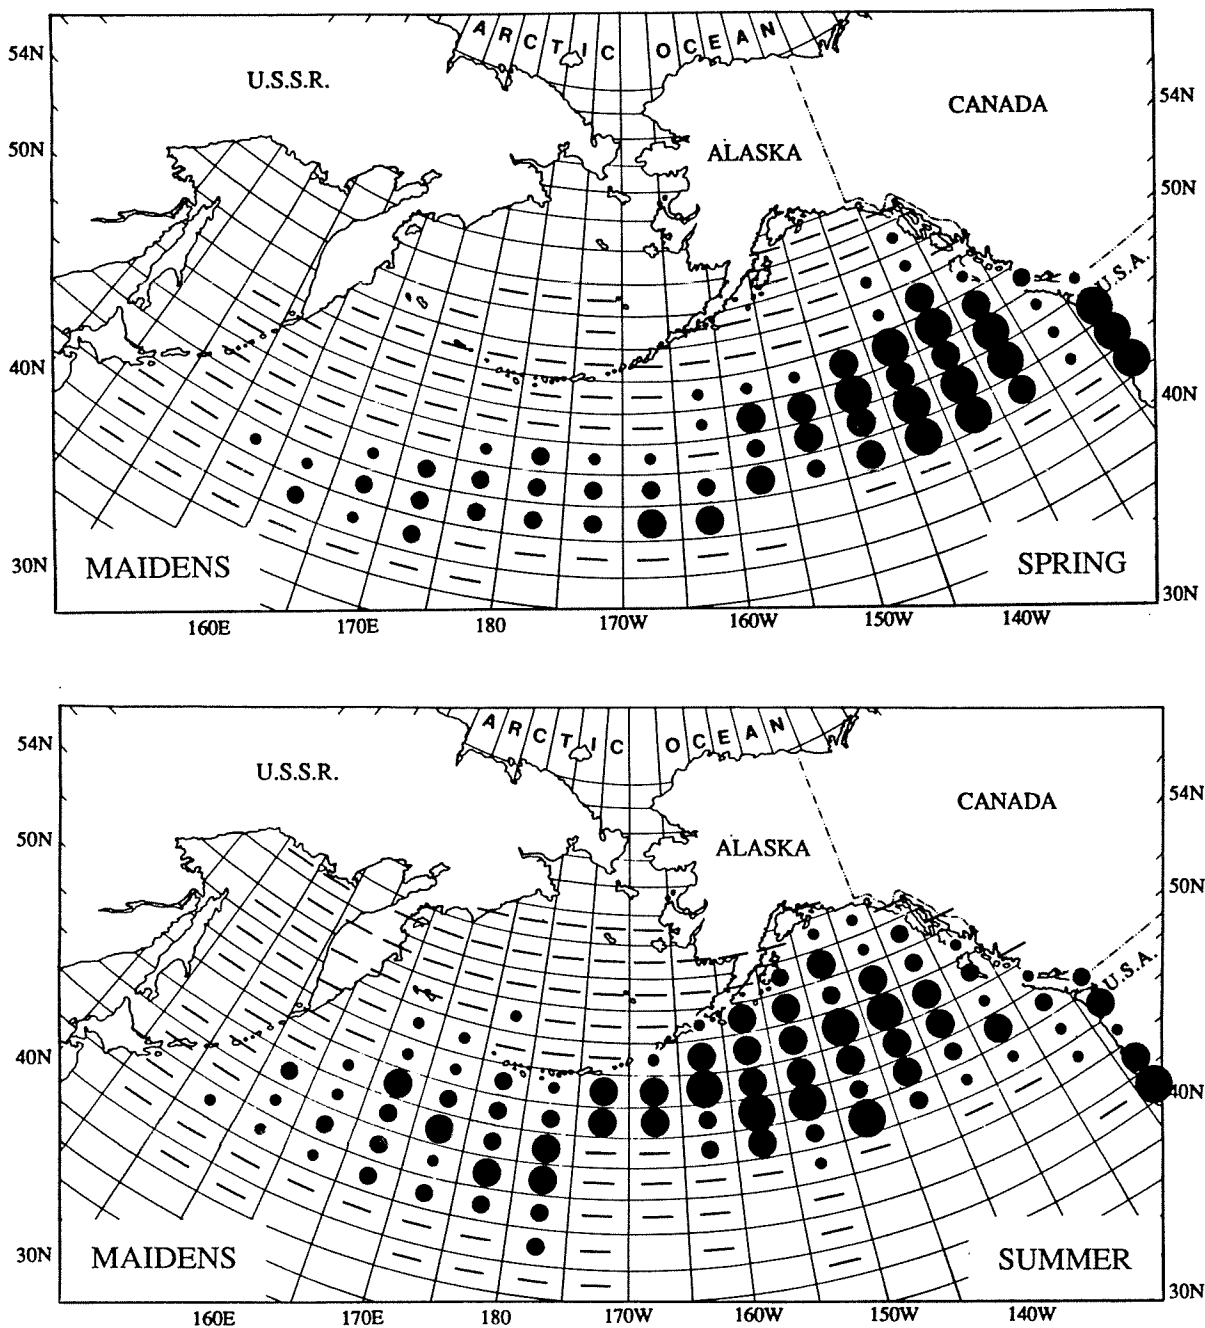 ARCTIC OCEAN
54N
U.S.S.R.
CANADA
54N
ALASKA
50N
50N
U.S.A.
40N
40N
MAIDENS
SPRING
30N
30N
160E 170E 180 170W 160W 150W 140W
ARCTIC OCEAN
54N
U.S.S.R.
CANADA
54N
ALASKA
50N
50N
U.S.A.
40N
40N
MAIDENS
SUMMER
30N
30N
160E 170E 180 170W 160W 150W 140W